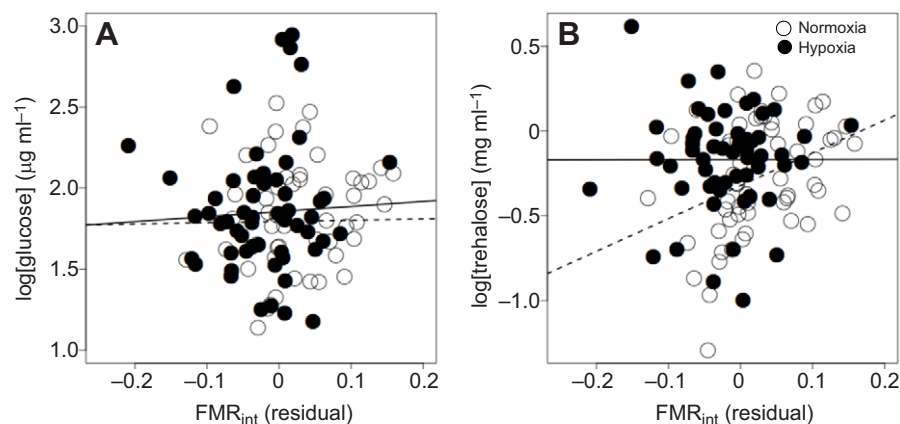 A
3.0
2.5
2.0
1.5
1.0
log[glucose] (µg ml⁻¹)
−0.2 −0.1 0 0.1 0.2
FMRint (residual)
B
Normoxia
Hypoxia
0.5
0
−0.5
−1.0
log[trehalose] (mg ml⁻¹)
−0.2 −0.1 0 0.1 0.2
FMRint (residual)